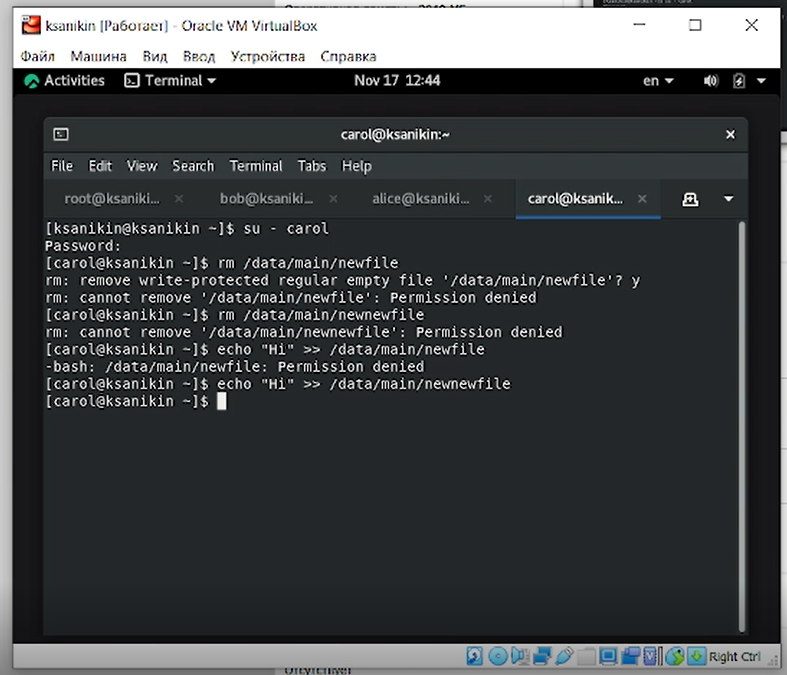 ksanikin [Работает] - Oracle VM VirtualBox
Файл Машина Вид Ввод Устройства Справка
Activities Terminal Nov 17 12:44 en
carol@ksanikin:~
File Edit View Search Terminal Tabs Help
root@ksaniki... bob@ksaniki... alice@ksaniki... carol@ksanik...
[ksanikin@ksanikin ~]$ su - carol
Password:
[carol@ksanikin ~]$ rm /data/main/newfile
rm: remove write-protected regular empty file '/data/main/newfile'? y
rm: cannot remove '/data/main/newfile': Permission denied
[carol@ksanikin ~]$ rm /data/main/newnewfile
rm: cannot remove '/data/main/newnewfile': Permission denied
[carol@ksanikin ~]$ echo "Hi" >> /data/main/newfile
-bash: /data/main/newfile: Permission denied
[carol@ksanikin ~]$ echo "Hi" >> /data/main/newnewfile
[carol@ksanikin ~]$
Right Ctrl